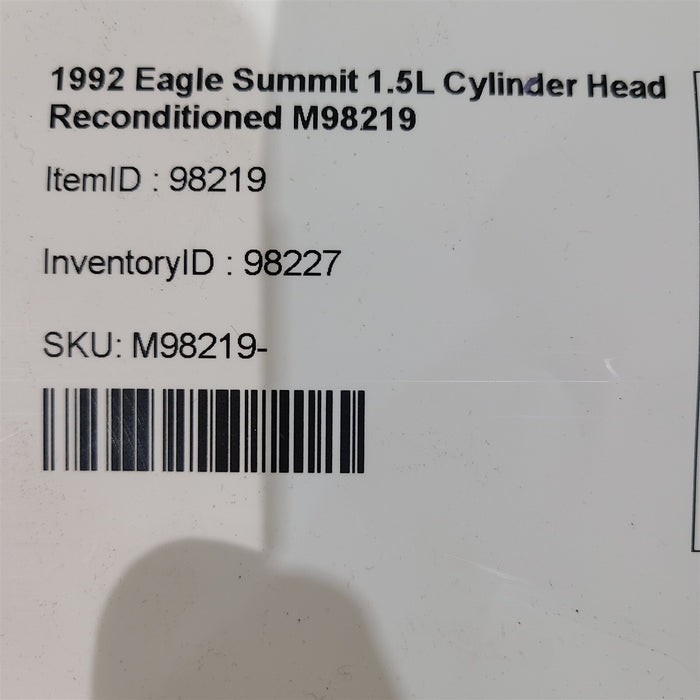 1992 Eagle Summit 1.5L Cylinder Head
Reconditioned M98219
ItemID : 98219
InventoryID : 98227
SKU: M98219-